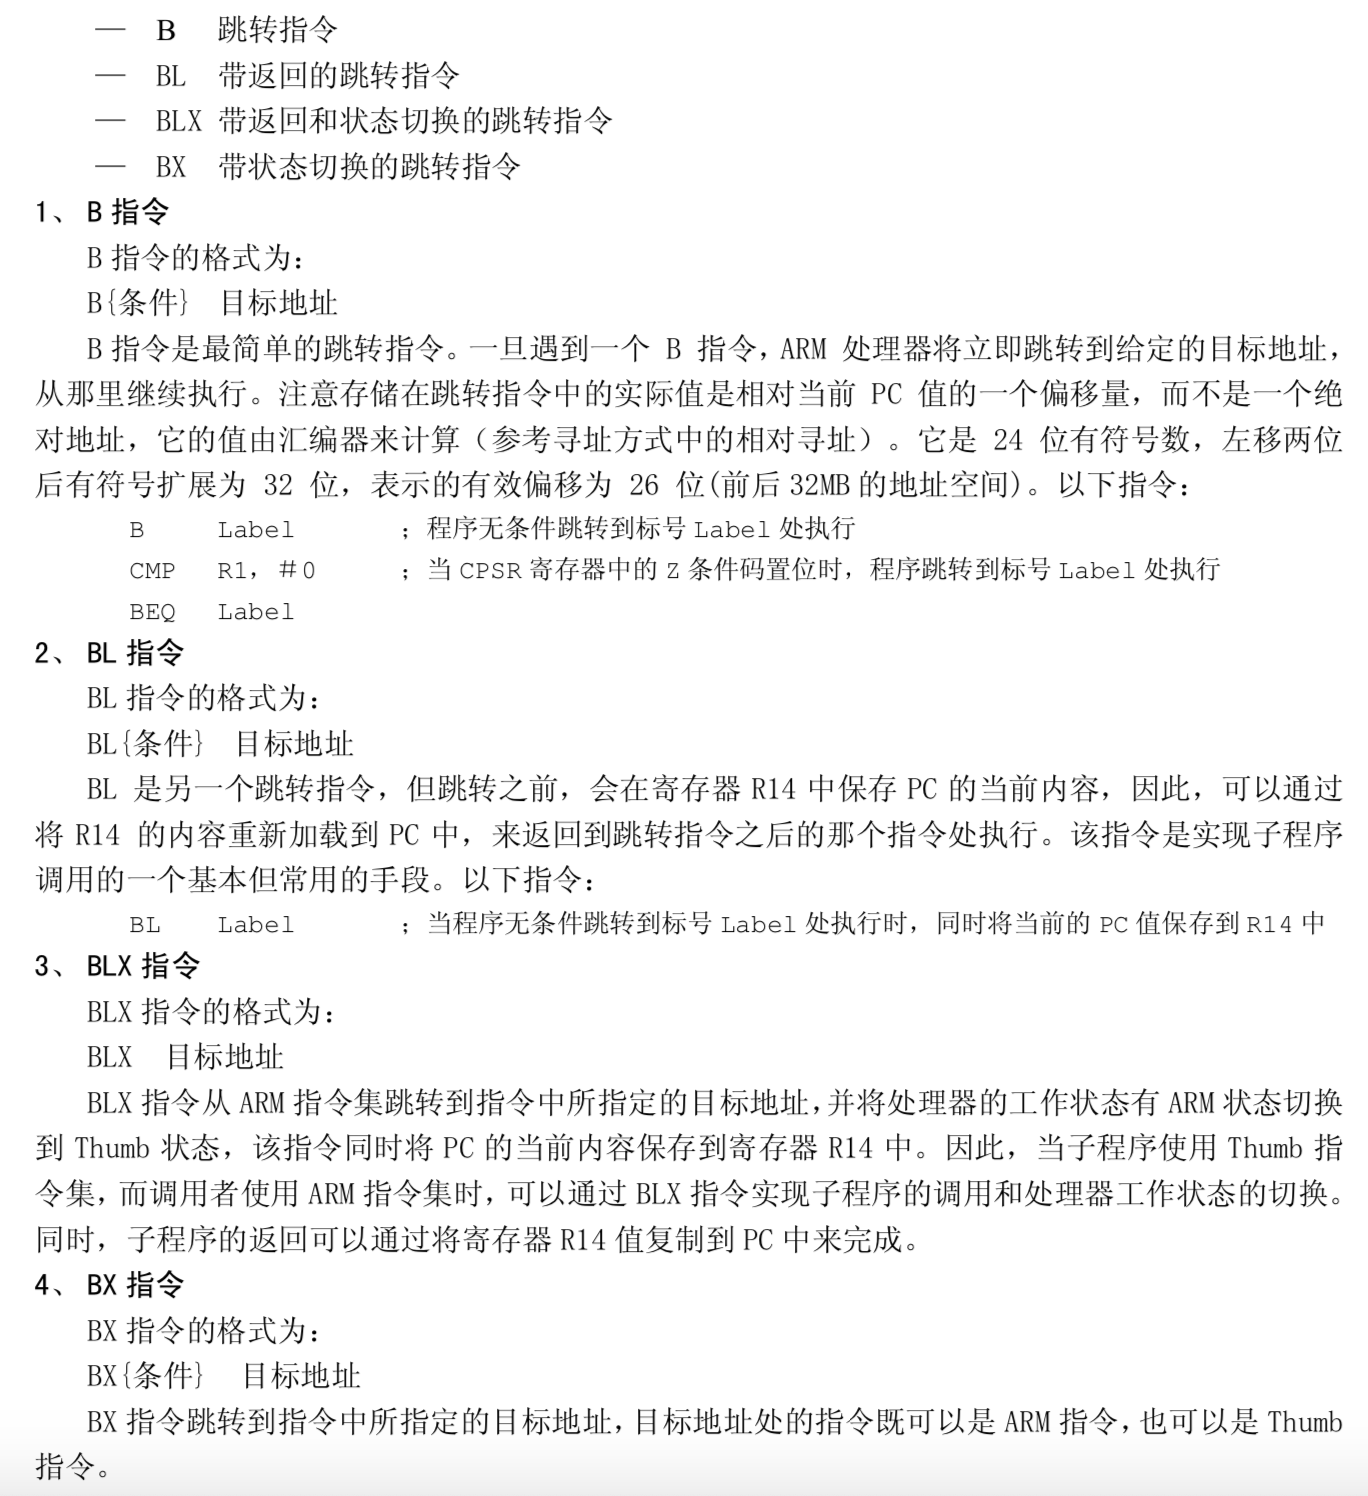 — B 跳转指令
— BL 带返回的跳转指令
— BLX 带返回和状态切换的跳转指令
— BX 带状态切换的跳转指令
1、 B 指令
B 指令的格式为：
B{条件} 目标地址
B 指令是最简单的跳转指令。一旦遇到一个 B 指令，ARM 处理器将立即跳转到给定的目标地址，
从那里继续执行。注意存储在跳转指令中的实际值是相对当前 PC 值的一个偏移量，而不是一个绝
对地址，它的值由汇编器来计算（参考寻址方式中的相对寻址）。它是 24 位有符号数，左移两位
后有符号扩展为 32 位，表示的有效偏移为 26 位(前后 32MB 的地址空间)。以下指令：
B Label ；程序无条件跳转到标号 Label 处执行
CMP R1，＃0 ；当 CPSR 寄存器中的 Z 条件码置位时，程序跳转到标号 Label 处执行
BEQ Label
2、 BL 指令
BL 指令的格式为：
BL{条件} 目标地址
BL 是另一个跳转指令，但跳转之前，会在寄存器 R14 中保存 PC 的当前内容，因此，可以通过
将 R14 的内容重新加载到 PC 中，来返回到跳转指令之后的那个指令处执行。该指令是实现子程序
调用的一个基本但常用的手段。以下指令：
BL Label ；当程序无条件跳转到标号 Label 处执行时，同时将当前的 PC 值保存到 R14 中
3、 BLX 指令
BLX 指令的格式为：
BLX 目标地址
BLX 指令从 ARM 指令集跳转到指令中所指定的目标地址，并将处理器的工作状态有 ARM 状态切换
到 Thumb 状态，该指令同时将 PC 的当前内容保存到寄存器 R14 中。因此，当子程序使用 Thumb 指
令集，而调用者使用 ARM 指令集时，可以通过 BLX 指令实现子程序的调用和处理器工作状态的切换。
同时，子程序的返回可以通过将寄存器 R14 值复制到 PC 中来完成。
4、 BX 指令
BX 指令的格式为：
BX{条件} 目标地址
BX 指令跳转到指令中所指定的目标地址，目标地址处的指令既可以是 ARM 指令，也可以是 Thumb
指令。